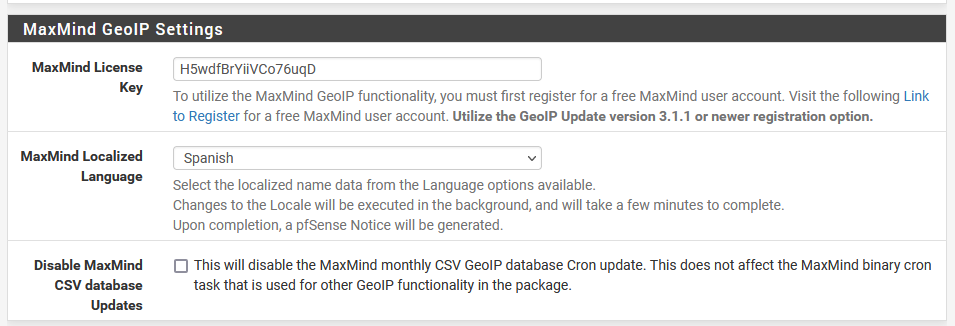 MaxMind GeoIP Settings
MaxMind License Key
H5wdfBrYiiVCo76uqD
To utilize the MaxMind GeoIP functionality, you must first register for a free MaxMind user account. Visit the following Link
to Register for a free MaxMind user account. Utilize the GeoIP Update version 3.1.1 or newer registration option.
MaxMind Localized
Language
Spanish
Select the localized name data from the Language options available.
Changes to the Locale will be executed in the background, and will take a few minutes to complete.
Upon completion, a pfSense Notice will be generated.
Disable MaxMind
CSV database
Updates
This will disable the MaxMind monthly CSV GeoIP database Cron update. This does not affect the MaxMind binary cron
task that is used for other GeoIP functionality in the package.